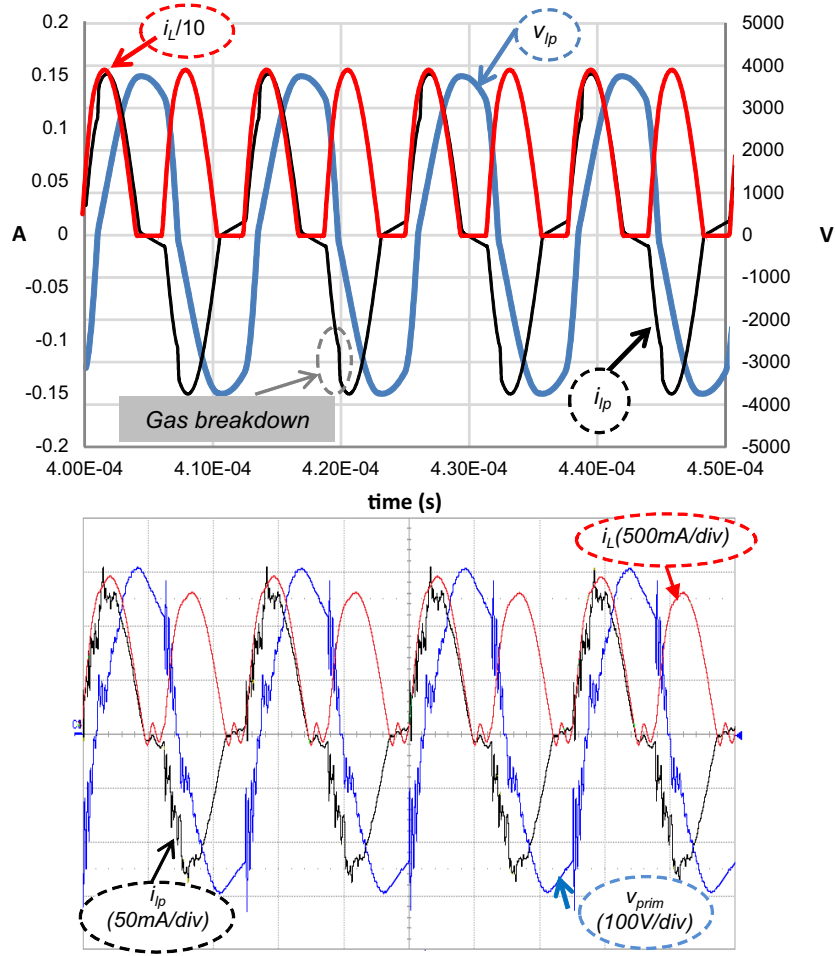 0.2
5000
i_L/10
v_lp
0.15
4000
0.1
3000
2000
0.05
1000
A
0
0
V
-1000
-0.05
-2000
-0.1
-3000
i_lp
-0.15
-4000
Gas breakdown
-0.2
-5000
4.00E-04
4.10E-04
4.20E-04
4.30E-04
4.40E-04
4.50E-04
time (s)
i_L(500mA/div)
i_lp
(50mA/div)
v_prim
(100V/div)